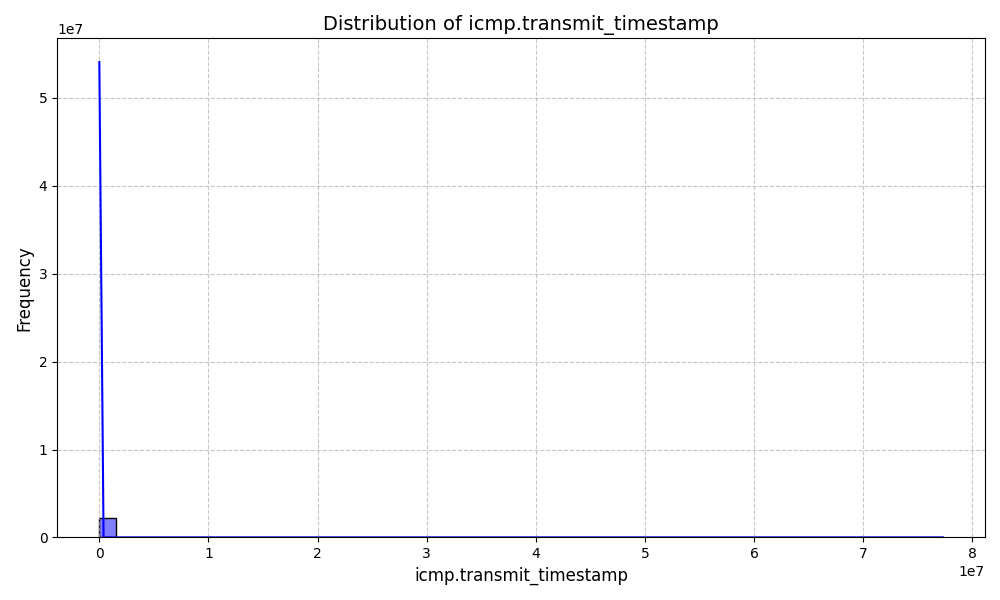 Distribution of icmp.transmit_timestamp
1e7
5
4
3
2
1
0
Frequency
0 1 2 3 4 5 6 7 8
1e7
icmp.transmit_timestamp